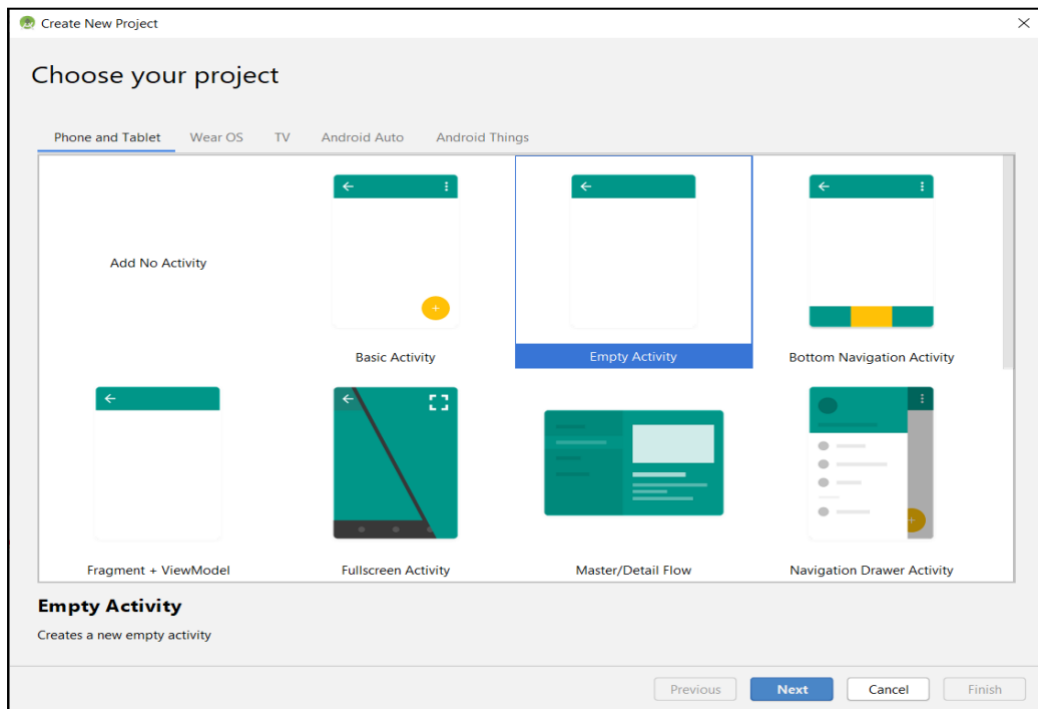 Create New Project
Choose your project
Phone and Tablet Wear OS TV Android Auto Android Things
Add No Activity
Basic Activity
Empty Activity
Bottom Navigation Activity
Fragment + ViewModel
Fullscreen Activity
Master/Detail Flow
Navigation Drawer Activity
Empty Activity
Creates a new empty activity
Previous Next Cancel Finish